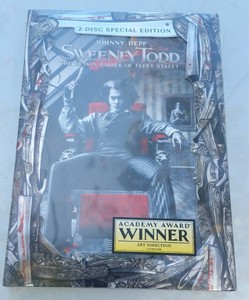 2-DISC SPECIAL EDITION
JOHNNY DEPP
SWEENEY TODD
THE DEMON BARBER OF FLEET STREET
ACADEMY AWARD
WINNER
ART DIRECTION